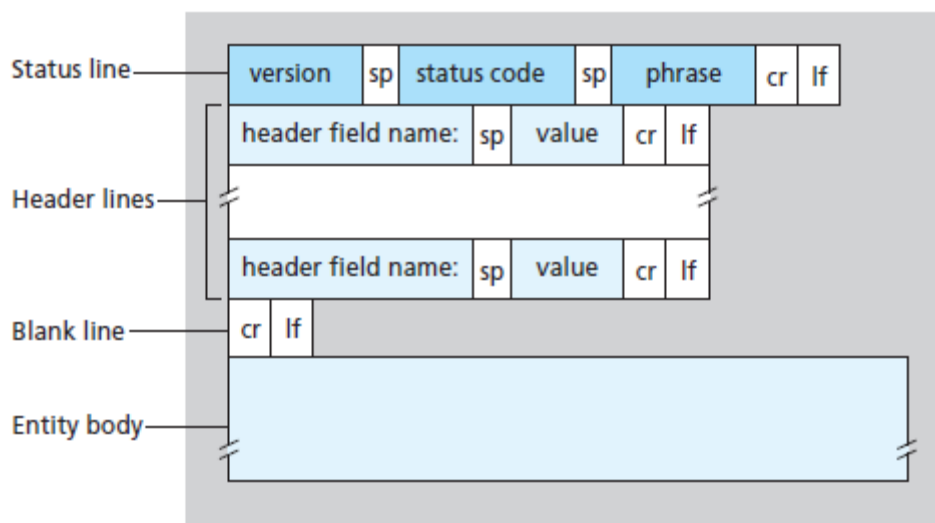 Status line version sp status code sp phrase cr lf
header field name: sp value cr lf
Header lines
header field name: sp value cr lf
Blank line cr lf
Entity body